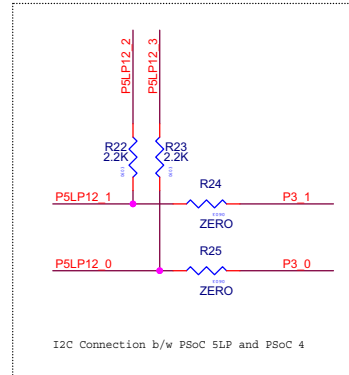 P5LP12_2
P5LP12_3
R22
2.2K
R23
2.2K
R24
P5LP12_1
P3_1
ZERO
R25
P5LP12_0
P3_0
ZERO
I2C Connection b/w PSoC 5LP and PSoC 4